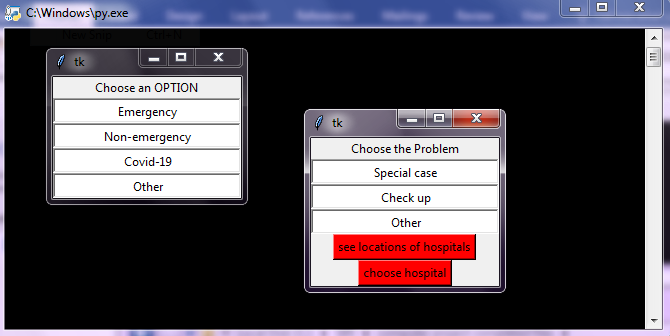 C:\Windows\py.exe
tk
Choose an OPTION
Emergency
Non-emergency
Covid-19
Other
tk
Choose the Problem
Special case
Check up
Other
see locations of hospitals
choose hospital